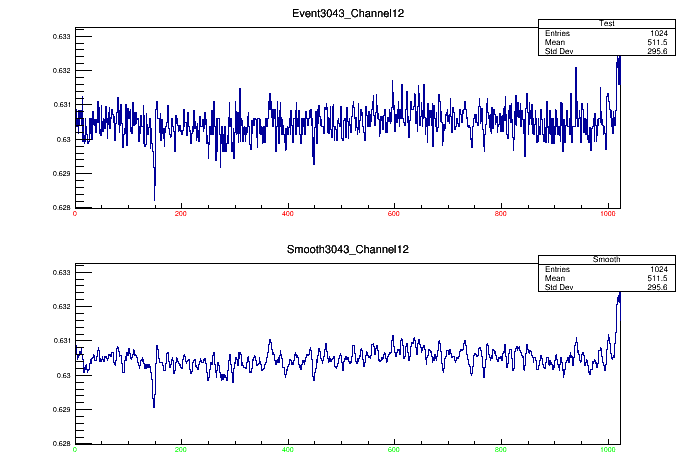 Event3043_Channel12
Test
Entries 1024
Mean 511.5
Std Dev 295.6
0.633
0.632
0.631
0.63
0.629
0.628
0 200 400 600 800 1000
Smooth3043_Channel12
Smooth
Entries 1024
Mean 511.5
Std Dev 295.6
0.633
0.632
0.631
0.63
0.629
0.628
0 200 400 600 800 1000